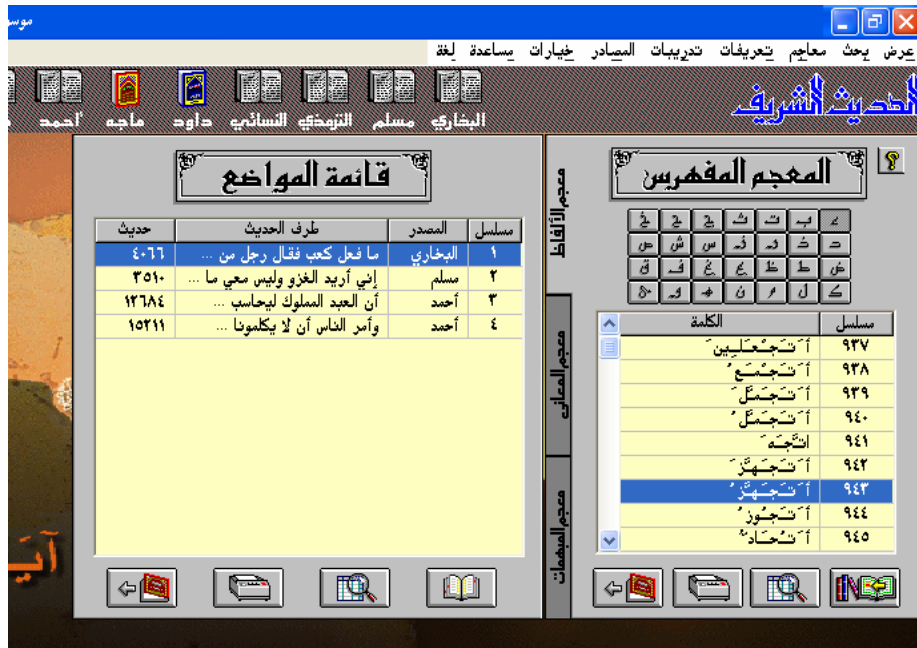 موسو
عرض بحث معاجم تعريفات تدريبات المصادر خيارات مساعدة لغة
الحديث الشريف
البخاري مسلم الترمذي النسائي داود ماجه احمد
المعجم المفهرس
ء ب ت ث ج ح خ
د ذ ر ز س ش ص
ض ط ظ ع غ ف ق
ك ل م ن ه و ي
مسلسل الكلمة
٩٣٧ أَتَجْعَلِينَ
٩٣٨ أَتَجْمَعُ
٩٣٩ أَتَجَمَّلَ
٩٤٠ أَتَجَمَّلُ
٩٤١ اتَّجَهَ
٩٤٢ أَتَجَهَّزَ
٩٤٣ أَتَجَهَّزُ
٩٤٤ أَتَجُوزُ
٩٤٥
معجم الألفاظ
معجم المعاني
معجم المبهمات
قائمة المواضع
مسلسل المصدر طرف الحديث حديث
١ البخاري ما فعل كعب فقال رجل من ... ٤٠٦٦
٢ مسلم إني أريد الغزو وليس معي ما ... ٣٥١٠
٣ أحمد أن العبد المملوك ليحاسب ... ١٢٦٨٤
٤ أحمد وأمر الناس أن لا يكلمونا ... ١٥٢١١